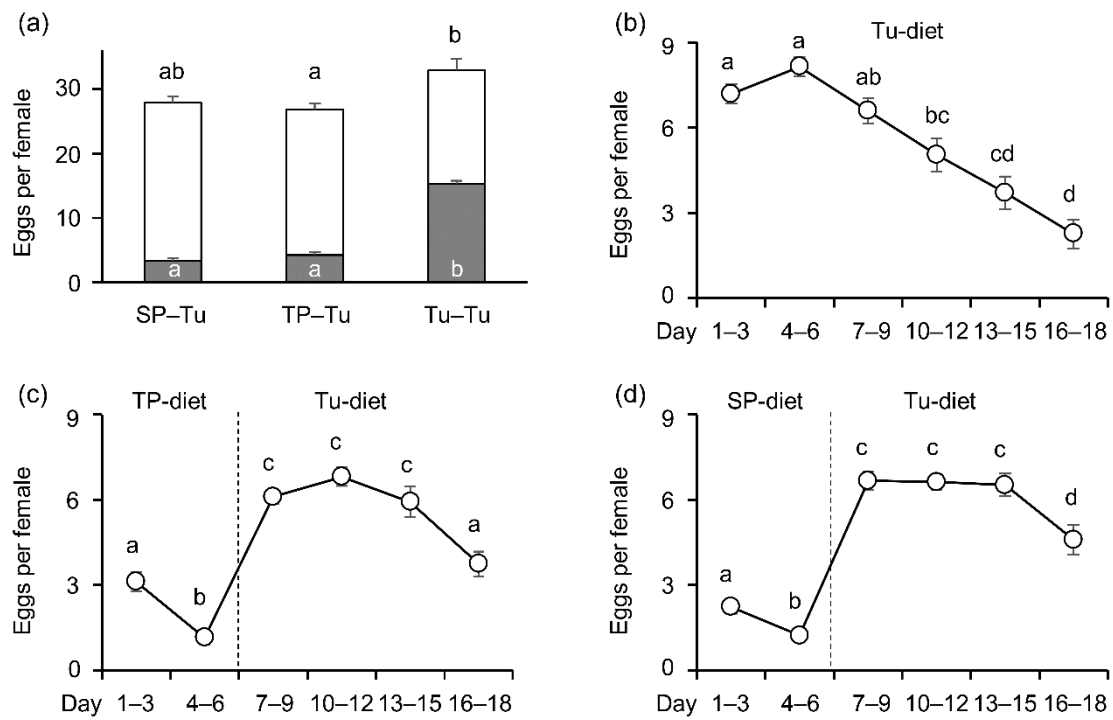 (a)
Eggs per female
30
20
10
0
ab
a
b
a
a
b
SP–Tu
TP–Tu
Tu–Tu
(b)
Tu-diet
Eggs per female
9
6
3
0
a
a
ab
bc
cd
d
Day 1–3 4–6 7–9 10–12 13–15 16–18
(c)
TP-diet
Tu-diet
Eggs per female
9
6
3
0
a
b
c
c
c
a
Day 1–3 4–6 7–9 10–12 13–15 16–18
(d)
SP-diet
Tu-diet
Eggs per female
9
6
3
0
a
b
c
c
c
d
Day 1–3 4–6 7–9 10–12 13–15 16–18